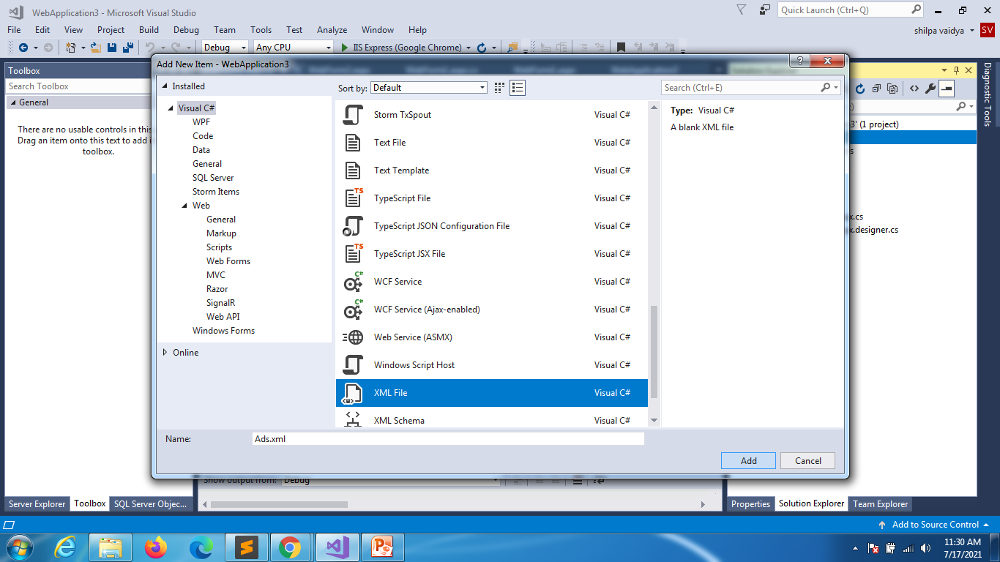 WebApplication3 - Microsoft Visual Studio
Quick Launch (Ctrl+Q)
File Edit View Project Build Debug Team Tools Test Analyze Window Help
shilpa vaidya SV
Debug Any CPU IIS Express (Google Chrome)
Toolbox
Search Toolbox
General
There are no usable controls in this
Drag an item onto this text to add i
toolbox.
Add New Item - WebApplication3
Installed
Sort by: Default
Search (Ctrl+E)
Visual C#
WPF
Code
Data
General
SQL Server
Storm Items
Web
General
Markup
Scripts
Web Forms
MVC
Razor
SignalR
Web API
Windows Forms
Online
Storm TxSpout Visual C#
Text File Visual C#
Text Template Visual C#
TypeScript File Visual C#
TypeScript JSON Configuration File Visual C#
TypeScript JSX File Visual C#
WCF Service Visual C#
WCF Service (Ajax-enabled) Visual C#
Web Service (ASMX) Visual C#
Windows Script Host Visual C#
XML File Visual C#
XML Schema Visual C#
Type: Visual C#
A blank XML file
Name: Ads.xml
Add Cancel
Solution Explorer
3' (1 project)
s
x.cs
x.designer.cs
Diagnostic Tools
Show output from: Debug
Server Explorer Toolbox SQL Server Objec...
Properties Solution Explorer Team Explorer
Add to Source Control
11:30 AM
7/17/2021